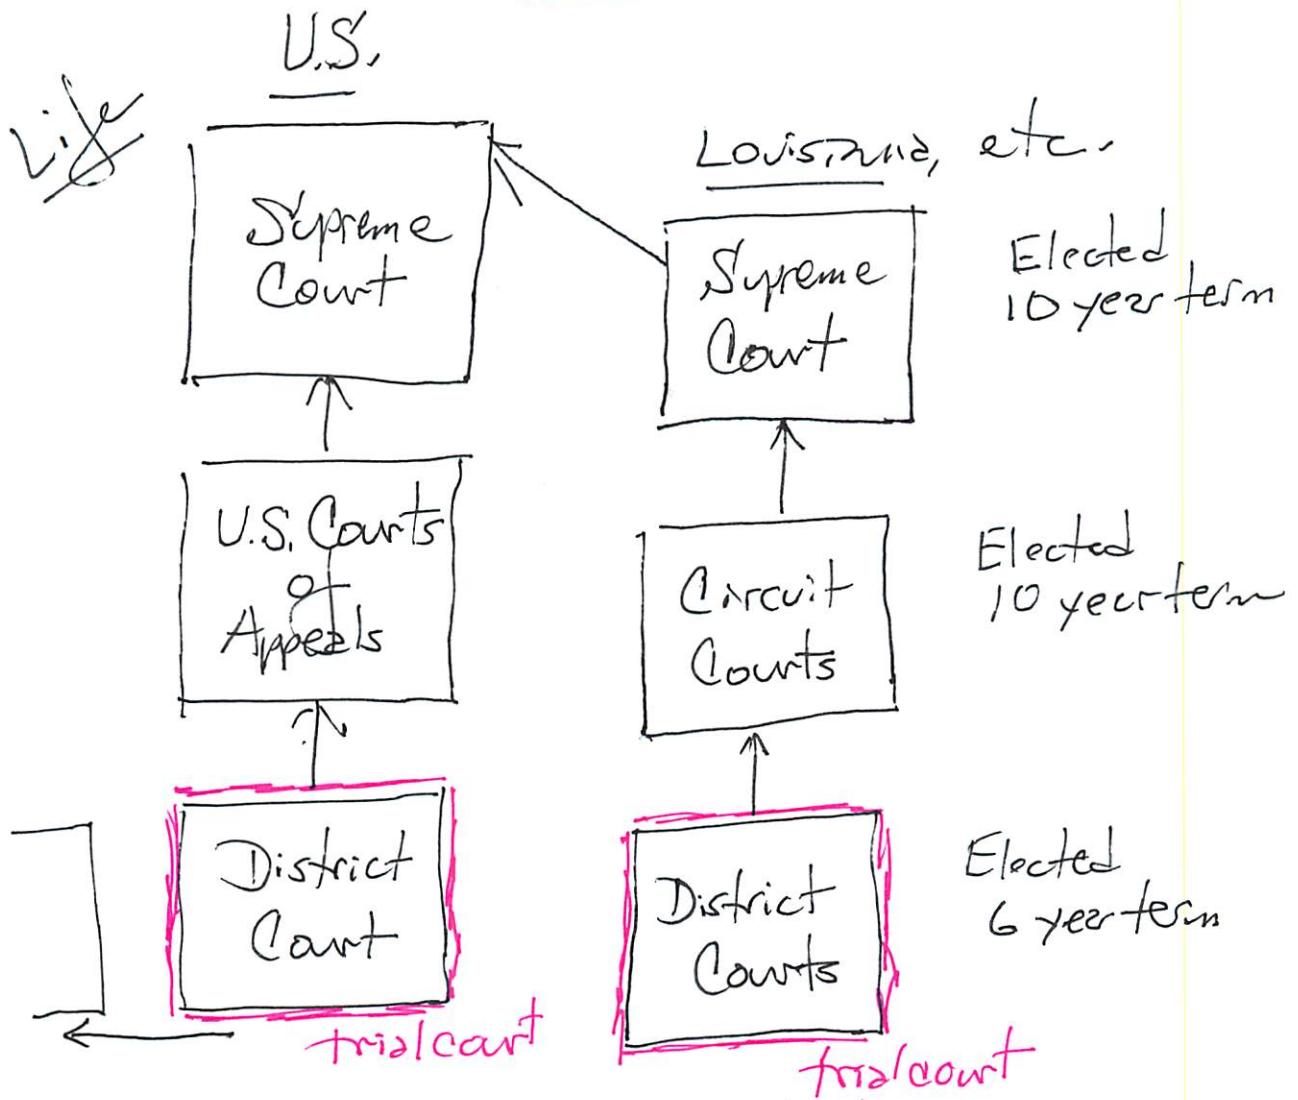 U.S.
Life
Louisiana, etc.
Supreme
Court
Supreme
Court
Elected
10 year term
U.S. Courts
of
Appeals
Circuit
Courts
Elected
10 year term
District
Court
District
Courts
Elected
6 year term
trial court
trial court